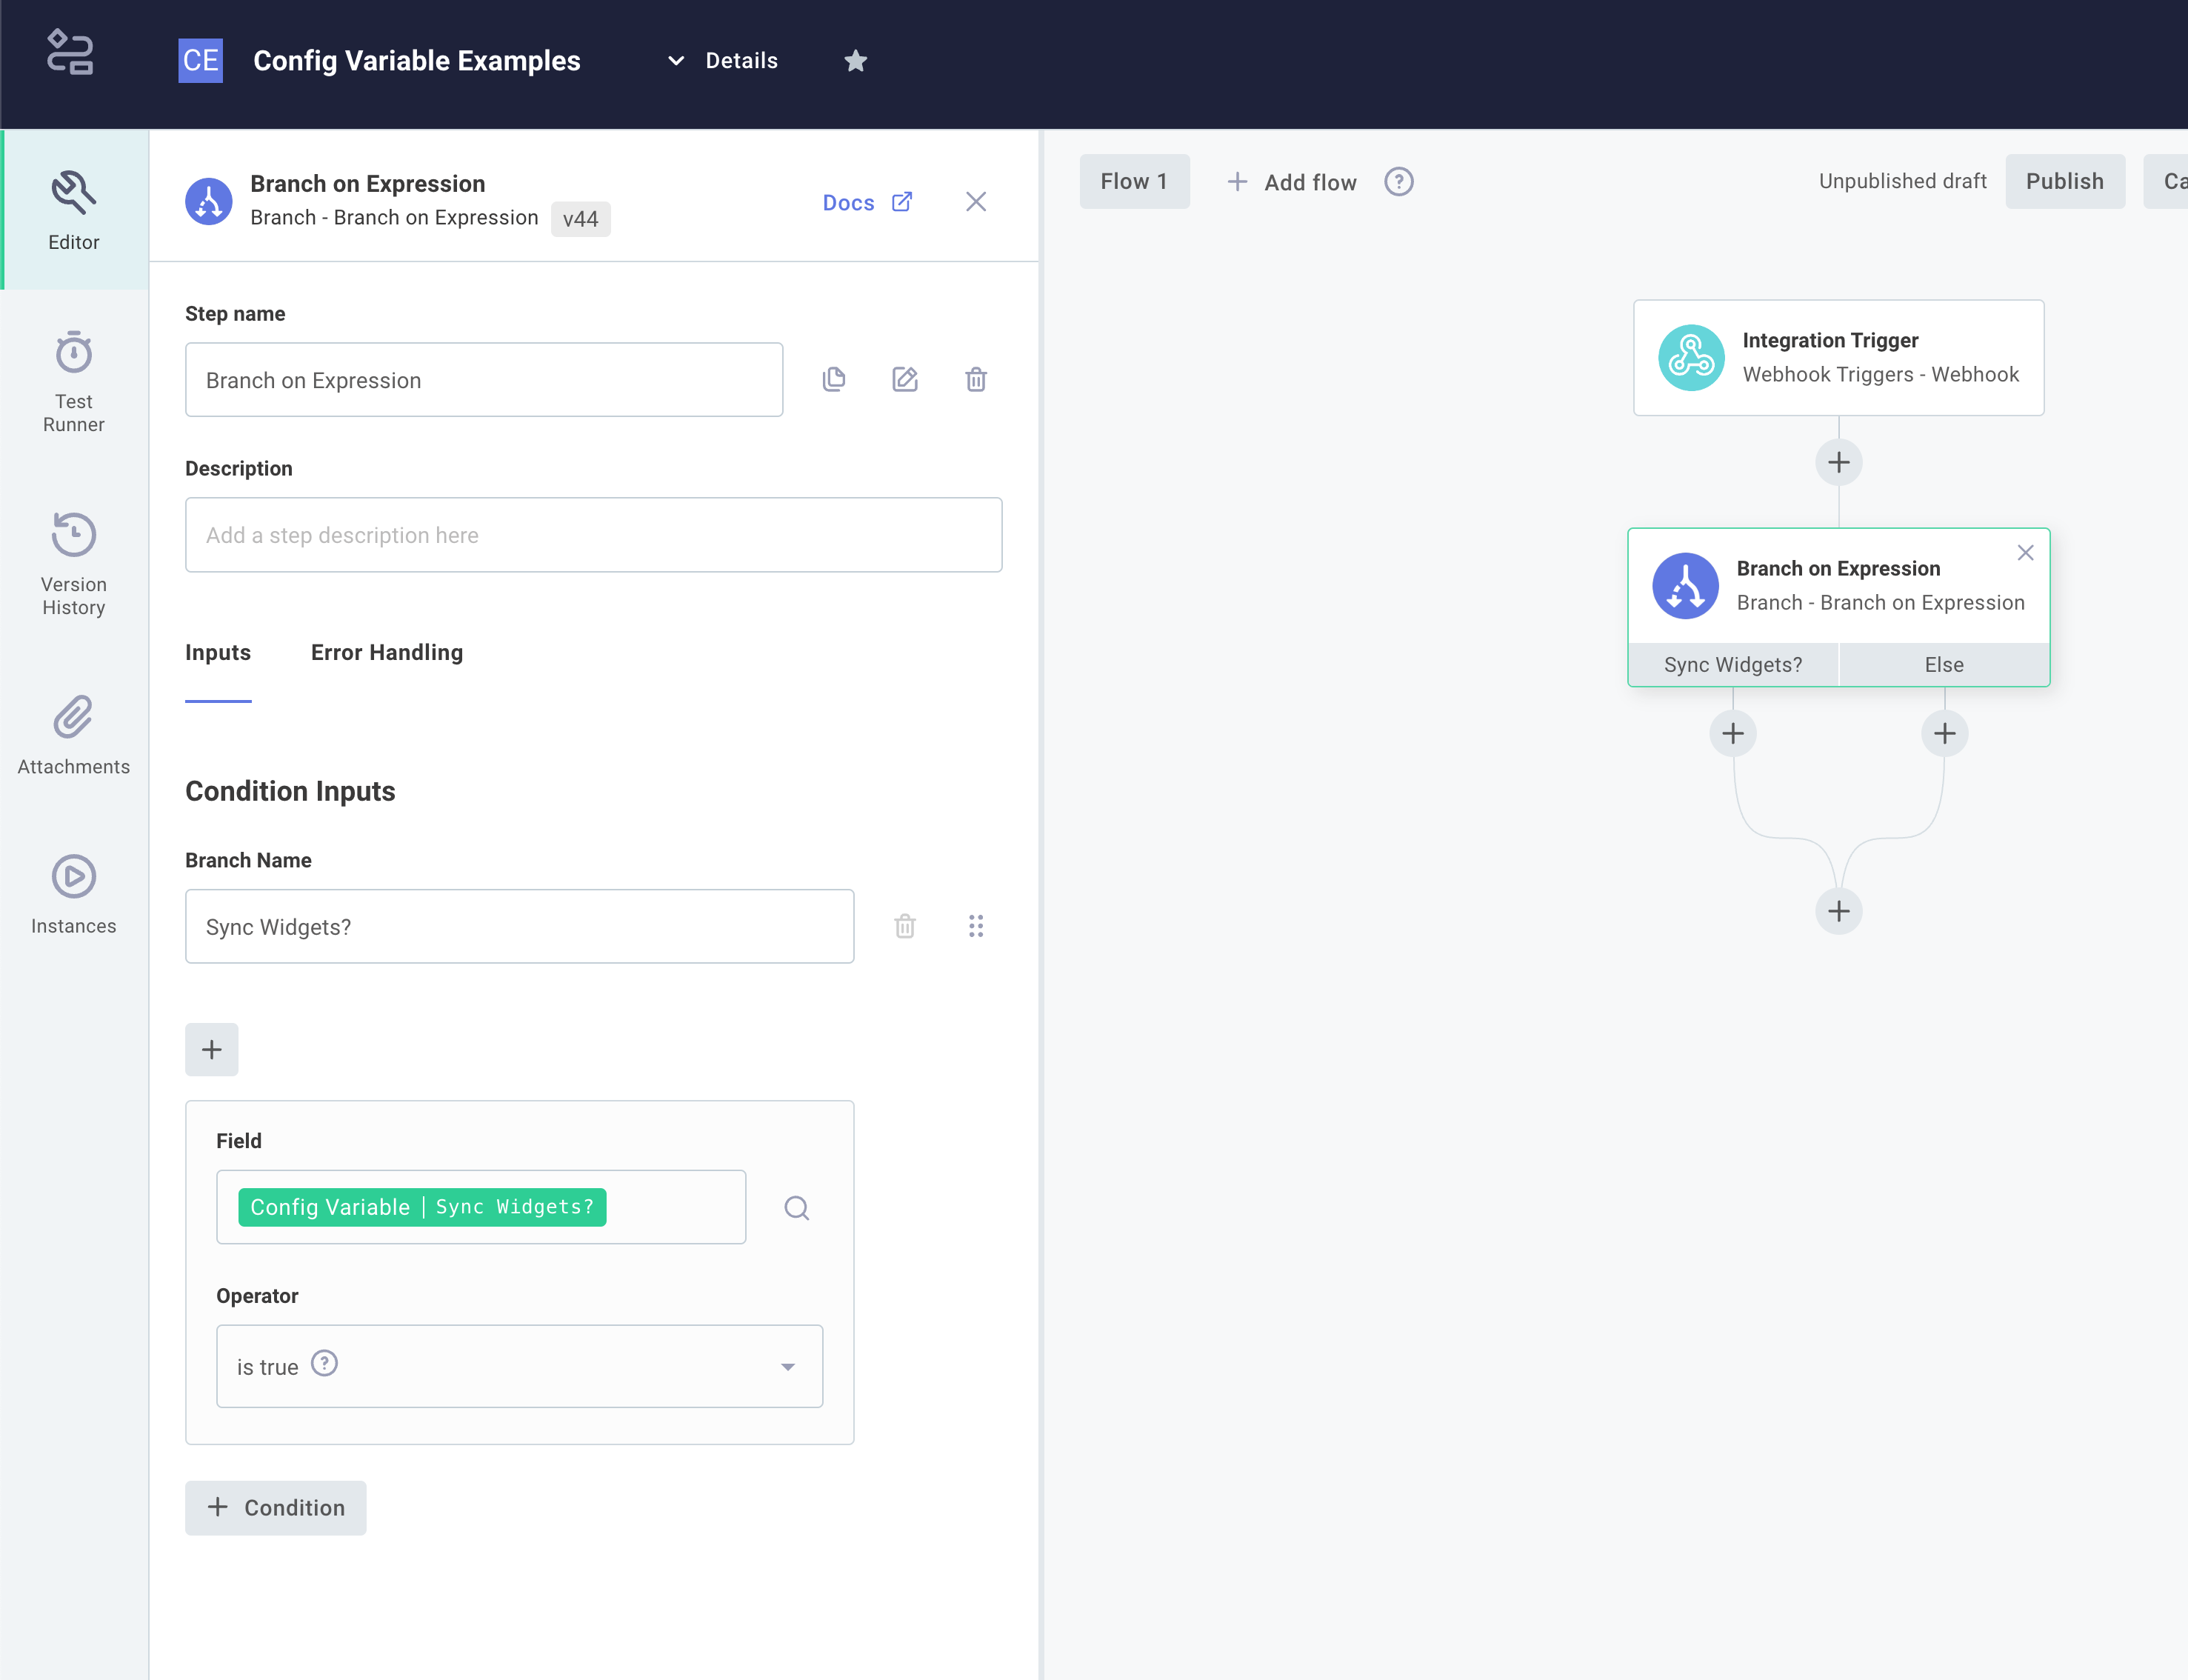 CE
Config Variable Examples
Details
Editor
Test
Runner
Version
History
Attachments
Instances
Branch on Expression
Branch - Branch on Expression
v44
Docs
Step name
Branch on Expression
Description
Add a step description here
Inputs
Error Handling
Condition Inputs
Branch Name
Sync Widgets?
Field
Config Variable | Sync Widgets?
Operator
is true
+ Condition
Flow 1
+ Add flow
Unpublished draft
Publish
Integration Trigger
Webhook Triggers - Webhook
Branch on Expression
Branch - Branch on Expression
Sync Widgets?
Else